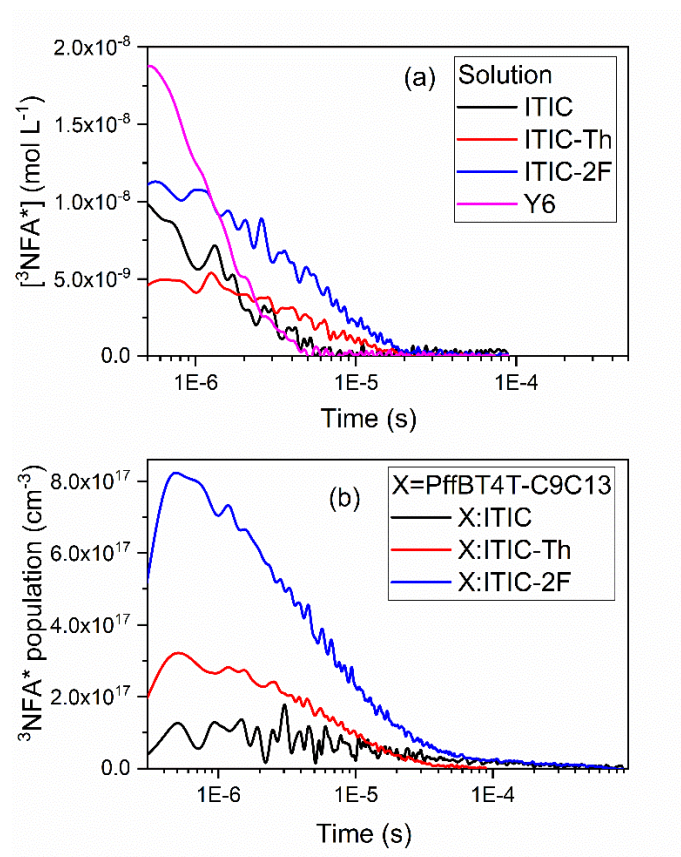 2.0x10⁻⁸
1.5x10⁻⁸
1.0x10⁻⁸
5.0x10⁻⁹
0.0
[³NFA*] (mol L⁻¹)
(a)
Solution
ITIC
ITIC-Th
ITIC-2F
Y6
1E-6
1E-5
1E-4
Time (s)
8.0x10¹⁷
6.0x10¹⁷
4.0x10¹⁷
2.0x10¹⁷
0.0
³NFA* population (cm⁻³)
(b)
X=PffBT4T-C9C13
X:ITIC
X:ITIC-Th
X:ITIC-2F
1E-6
1E-5
1E-4
Time (s)